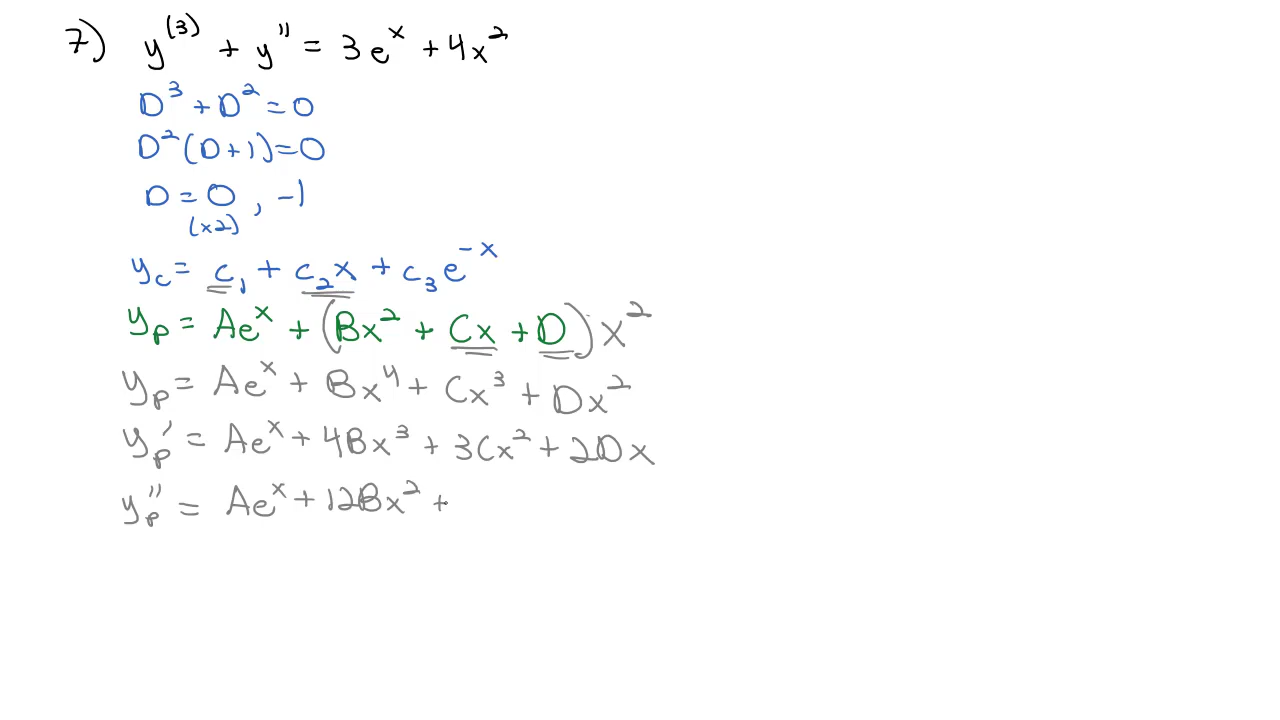 7) y^(3) + y'' = 3e^x + 4x^2
D^3 + D^2 = 0
D^2 (D+1) = 0
D = 0, -1
(x2)
y_c = c_1 + c_2x + c_3e^-x
y_p = Ae^x + (Bx^2 + Cx + D)x^2
y_p = Ae^x + Bx^4 + Cx^3 + Dx^2
y_p' = Ae^x + 4Bx^3 + 3Cx^2 + 2Dx
y_p'' = Ae^x + 12Bx^2 +